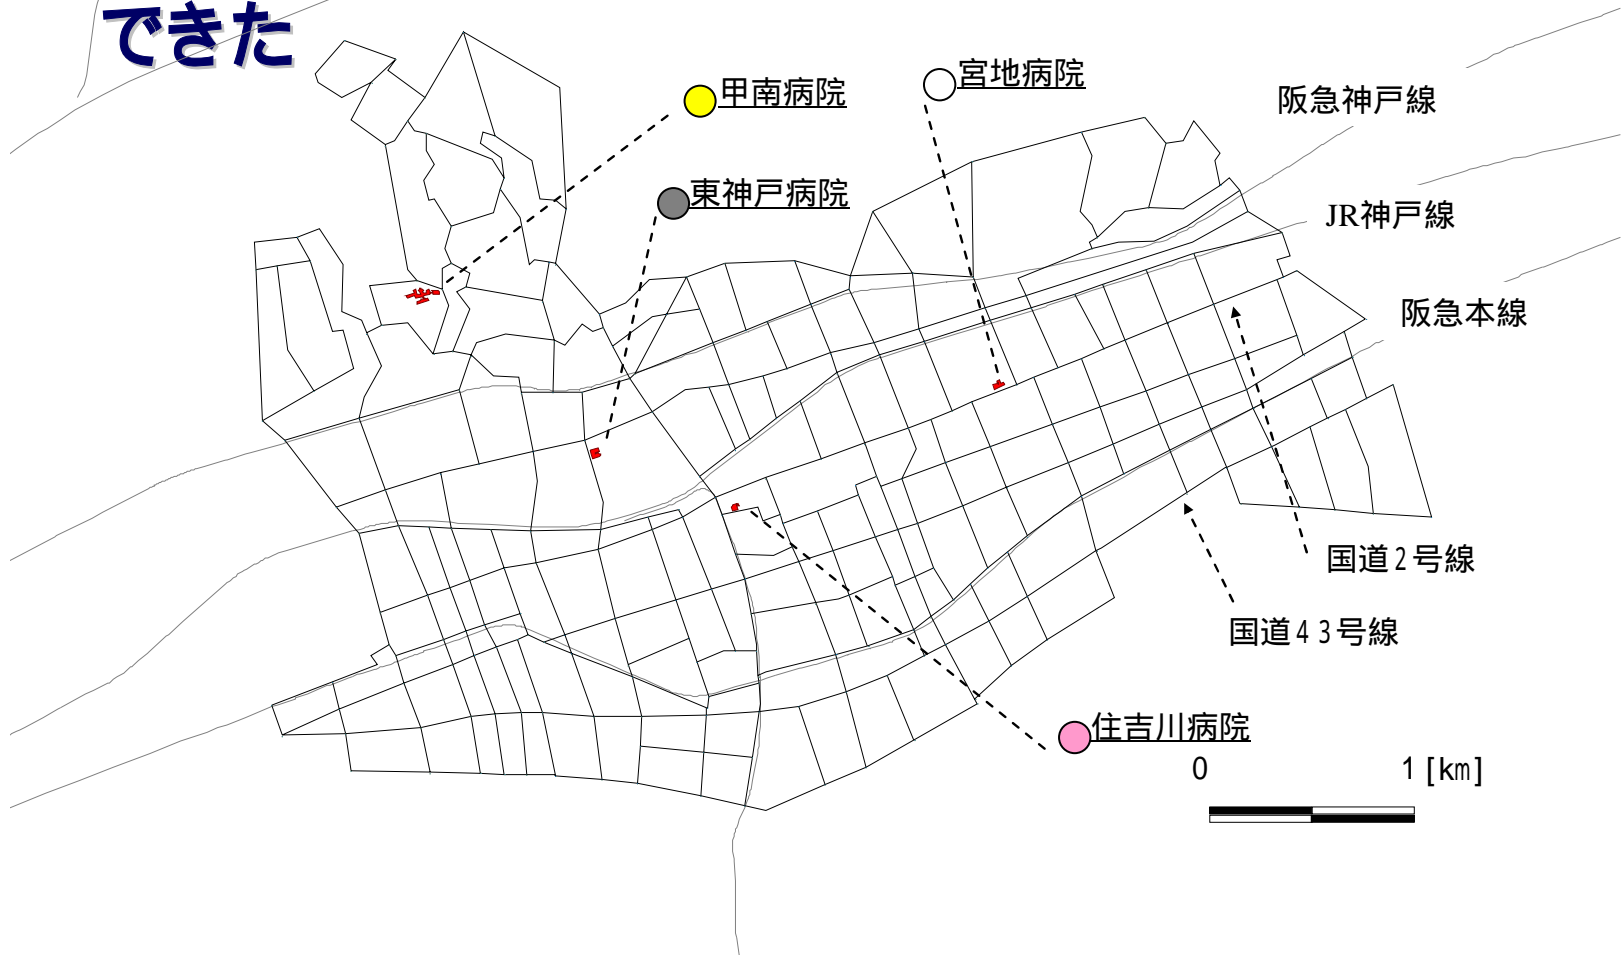 できた
宮地病院
甲南病院
阪急神戸線
東神戸病院
JR神戸線
阪急本線
国道2号線
国道43号線
住吉川病院
0 1 [km]